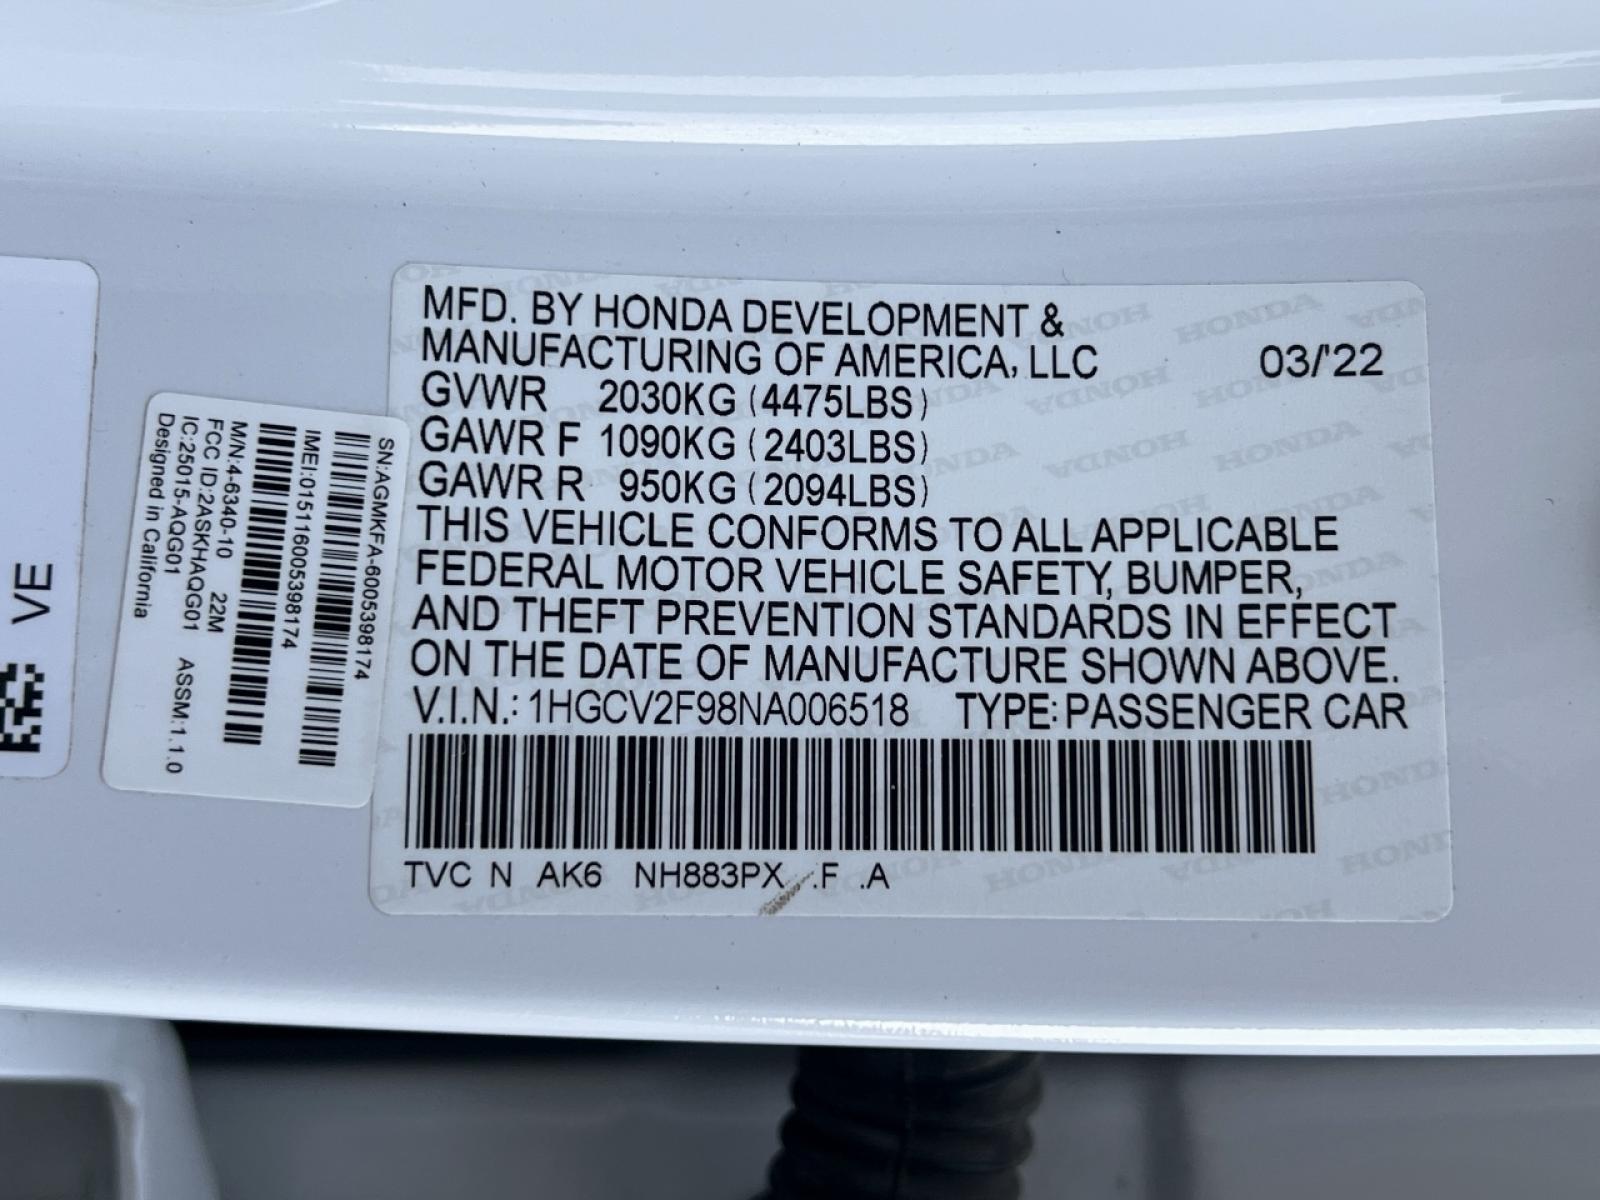 MFD. BY HONDA DEVELOPMENT &
MANUFACTURING OF AMERICA, LLC 03/'22
GVWR 2030KG (4475LBS)
GAWR F 1090KG (2403LBS)
GAWR R 950KG (2094LBS)
THIS VEHICLE CONFORMS TO ALL APPLICABLE
FEDERAL MOTOR VEHICLE SAFETY, BUMPER,
AND THEFT PREVENTION STANDARDS IN EFFECT
ON THE DATE OF MANUFACTURE SHOWN ABOVE.
V.I.N.: 1HGCV2F98NA006518 TYPE: PASSENGER CAR
TVC N AK6 NH883PX .F .A
SN:AGMKFA-60053981​74
IMEI:015116005398174
M/N:4-6340-10 22M
FCC ID:2ASKHAQG01 ASSM:1.1.0
IC:25015-AQG01
Designed in California
VE